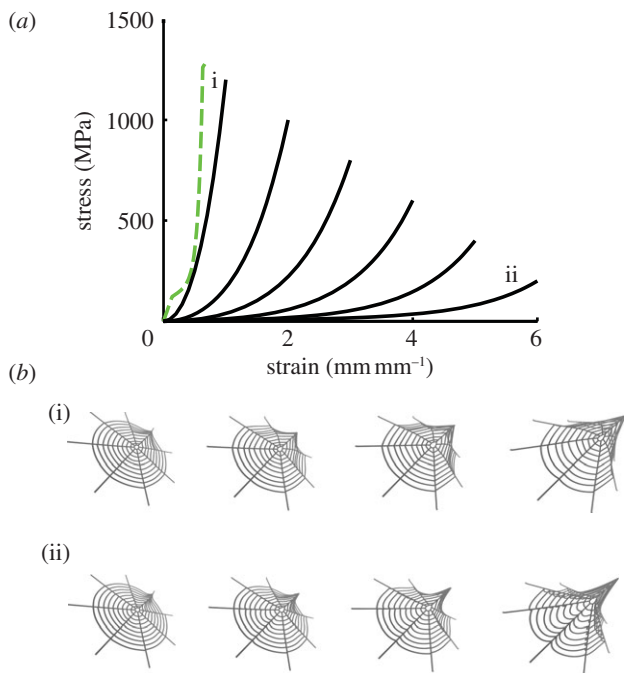 (a)
1500
1000
500
0
stress (MPa)
i
ii
2
4
6
strain (mm mm⁻¹)
(b)
(i)
(ii)